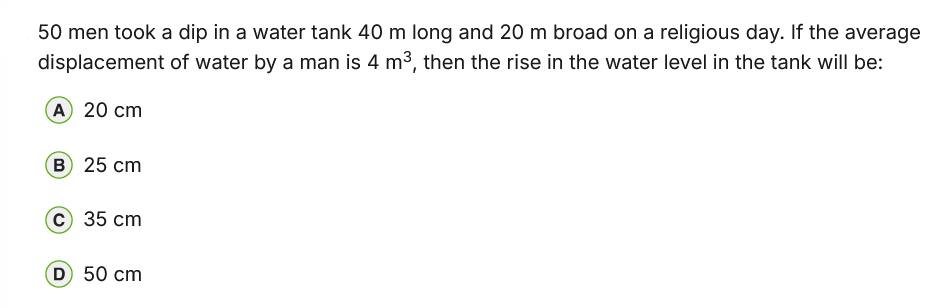 50 men took a dip in a water tank 40 m long and 20 m broad on a religious day. If the average
displacement of water by a man is 4 m³, then the rise in the water level in the tank will be:
A 20 cm
B 25 cm
C 35 cm
D 50 cm